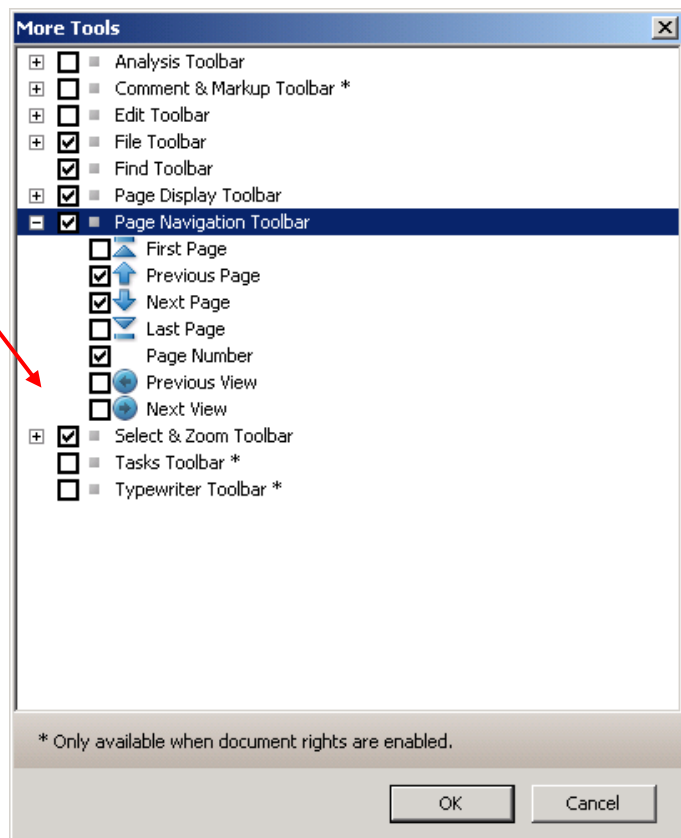 More Tools
Analysis Toolbar
Comment & Markup Toolbar *
Edit Toolbar
File Toolbar
Find Toolbar
Page Display Toolbar
Page Navigation Toolbar
First Page
Previous Page
Next Page
Last Page
Page Number
Previous View
Next View
Select & Zoom Toolbar
Tasks Toolbar *
Typewriter Toolbar *
* Only available when document rights are enabled.
OK Cancel